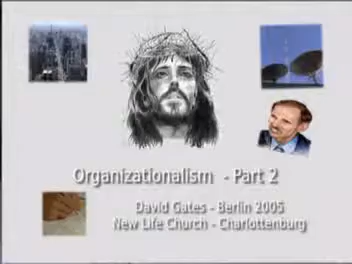 Organizationalism - Part 2
David Gates - Berlin 2005
New Life Church - Charlottenburg